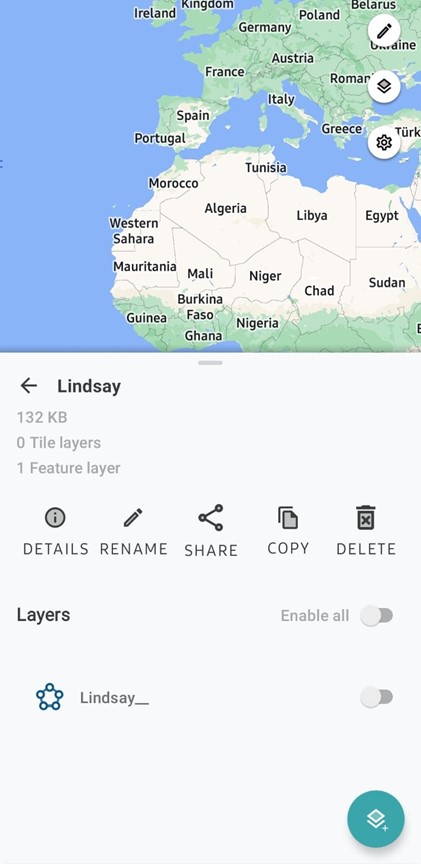 Ireland
Kingdom
Poland
Belarus
Germany
Ukraine
Austria
France
Italy
Spain
Greece
Portugal
Tunisia
Morocco
Algeria
Libya
Egypt
Western
Sahara
Mauritania
Mali
Niger
Chad
Sudan
Burkina
Faso
Guinea
Nigeria
Ghana
Lindsay
132 KB
0 Tile layers
1 Feature layer
DETAILS RENAME SHARE COPY DELETE
Layers
Enable all
Lindsay__